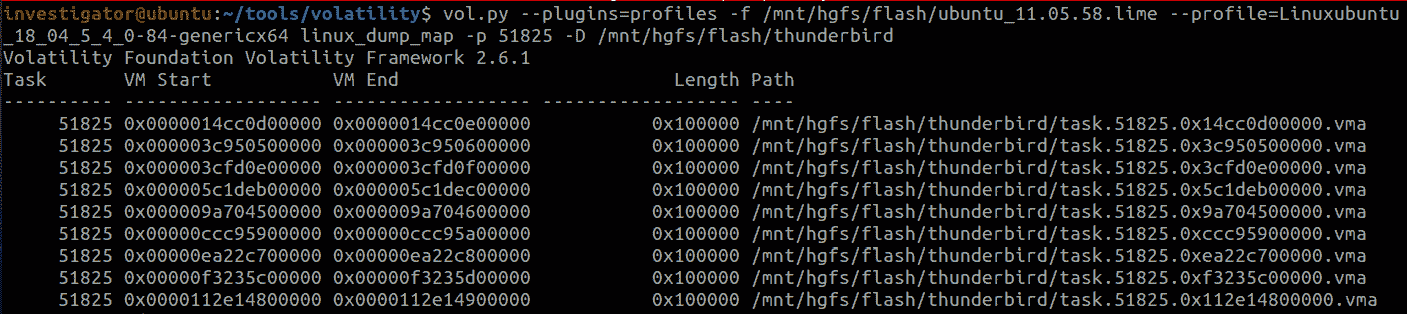 investigator@ubuntu:~/tools/volatility$ vol.py --plugins=profiles -f /mnt/hgfs/flash/ubuntu_11.05.58.lime --profile=Linuxubuntu
_18_04_5_4_0-84-genericx64 linux_dump_map -p 51825 -D /mnt/hgfs/flash/thunderbird
Volatility Foundation Volatility Framework 2.6.1
Task       VM Start           VM End                         Length Path
---------- ------------------ ------------------ ------------------ ----
     51825 0x0000014cc0d00000 0x0000014cc0e00000           0x100000 /mnt/hgfs/flash/thunderbird/task.51825.0x14cc0d00000.vma
     51825 0x000003c950500000 0x000003c950600000           0x100000 /mnt/hgfs/flash/thunderbird/task.51825.0x3c950500000.vma
     51825 0x000003cfd0e00000 0x000003cfd0f00000           0x100000 /mnt/hgfs/flash/thunderbird/task.51825.0x3cfd0e00000.vma
     51825 0x000005c1deb00000 0x000005c1dec00000           0x100000 /mnt/hgfs/flash/thunderbird/task.51825.0x5c1deb00000.vma
     51825 0x000009a704500000 0x000009a704600000           0x100000 /mnt/hgfs/flash/thunderbird/task.51825.0x9a704500000.vma
     51825 0x00000ccc95900000 0x00000ccc95a00000           0x100000 /mnt/hgfs/flash/thunderbird/task.51825.0xccc95900000.vma
     51825 0x00000ea22c700000 0x00000ea22c800000           0x100000 /mnt/hgfs/flash/thunderbird/task.51825.0xea22c700000.vma
     51825 0x00000f3235c00000 0x00000f3235d00000           0x100000 /mnt/hgfs/flash/thunderbird/task.51825.0xf3235c00000.vma
     51825 0x0000112e14800000 0x0000112e14900000           0x100000 /mnt/hgfs/flash/thunderbird/task.51825.0x112e14800000.vma